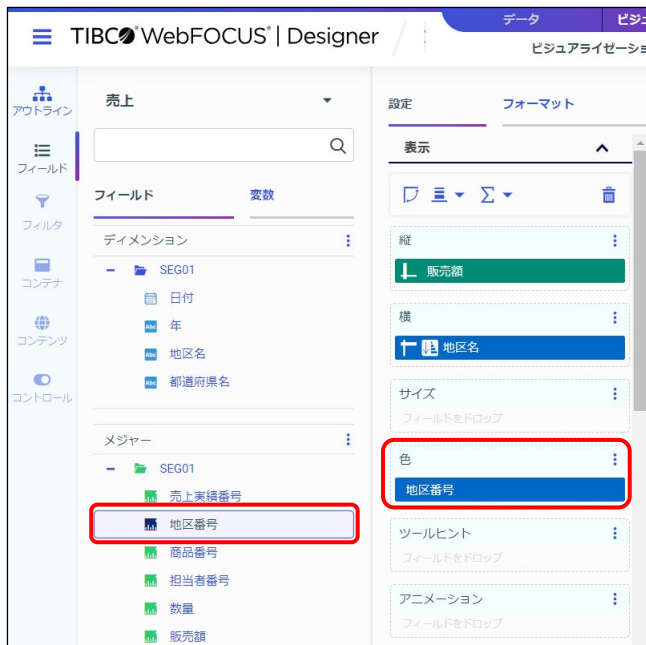 データ
ビジュ
TIBCO® WebFOCUS® | Designer
ビジュアライゼーショ
アウトライン
フィールド
フィルタ
コンテナ
コンテンツ
コントロール
売上
フィールド 変数
ディメンション
SEG01
日付
Abc 年
Abc 地区名
Abc 都道府県名
メジャー
SEG01
売上実績番号
地区番号
商品番号
担当者番号
数量
販売額
設定 フォーマット
表示
縦
販売額
横
地区名
サイズ
フィールドをドロップ
色
地区番号
ツールヒント
フィールドをドロップ
アニメーション
フィールドをドロップ